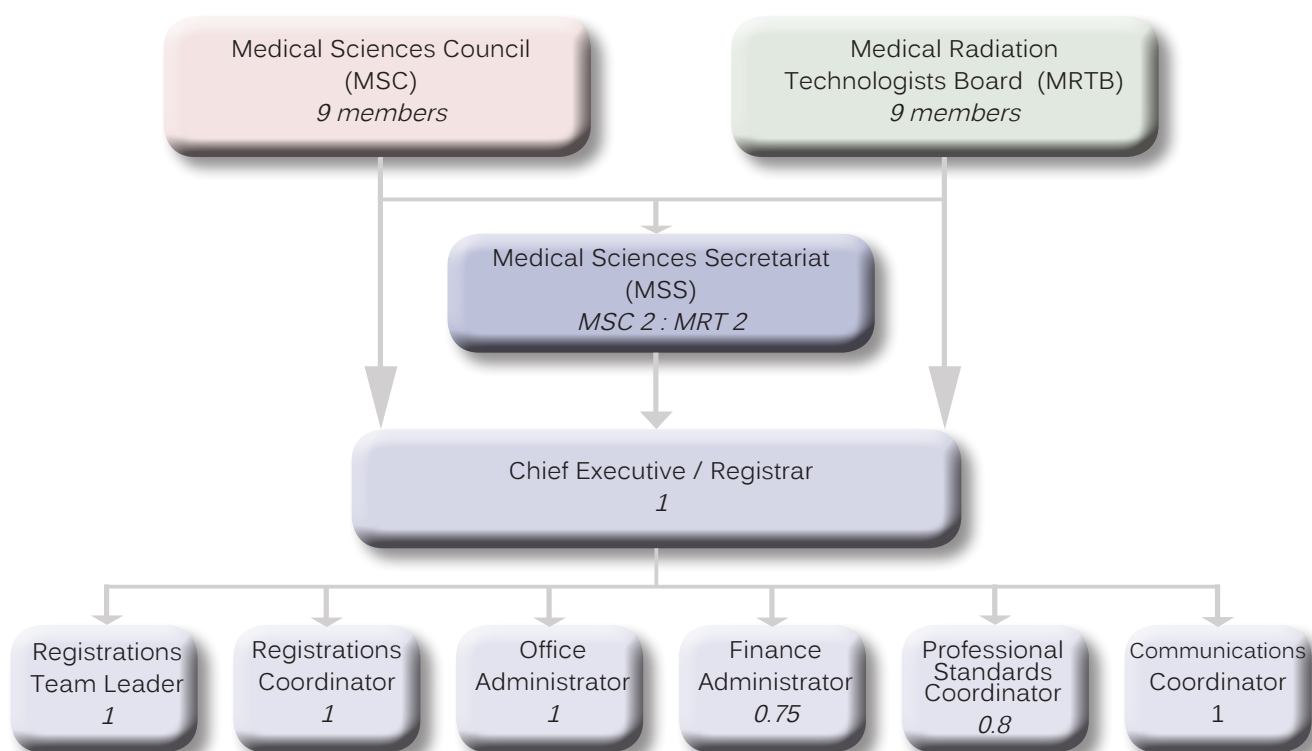 Medical Sciences Council
(MSC)
9 members
Medical Radiation
Technologists Board (MRTB)
9 members
Medical Sciences Secretariat
(MSS)
MSC 2 : MRT 2
Chief Executive / Registrar
1
Registrations
Team Leader
1
Registrations
Coordinator
1
Office
Administrator
1
Finance
Administrator
0.75
Professional
Standards
Coordinator
0.8
Communications
Coordinator
1